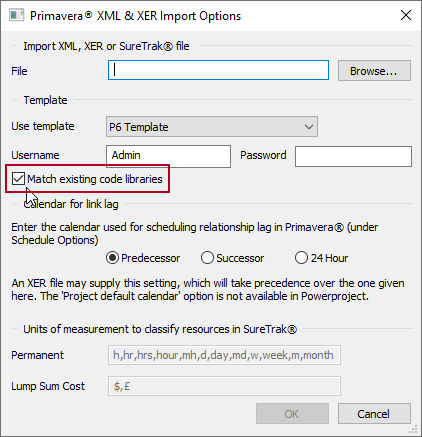 Primavera® XML & XER Import Options
Import XML, XER or SureTrak® file
File
Browse...
Template
Use template P6 Template
Username Admin Password
Match existing code libraries
Calendar for link lag
Enter the calendar used for scheduling relationship lag in Primavera® (under
Schedule Options)
Predecessor Successor 24 Hour
An XER file may supply this setting, which will take precedence over the one given
here. The 'Project default calendar' option is not available in Powerproject.
Units of measurement to classify resources in SureTrak®
Permanent h,hr,hrs,hour,mh,d,day,md,w,week,m,month
Lump Sum Cost $,£
OK Cancel